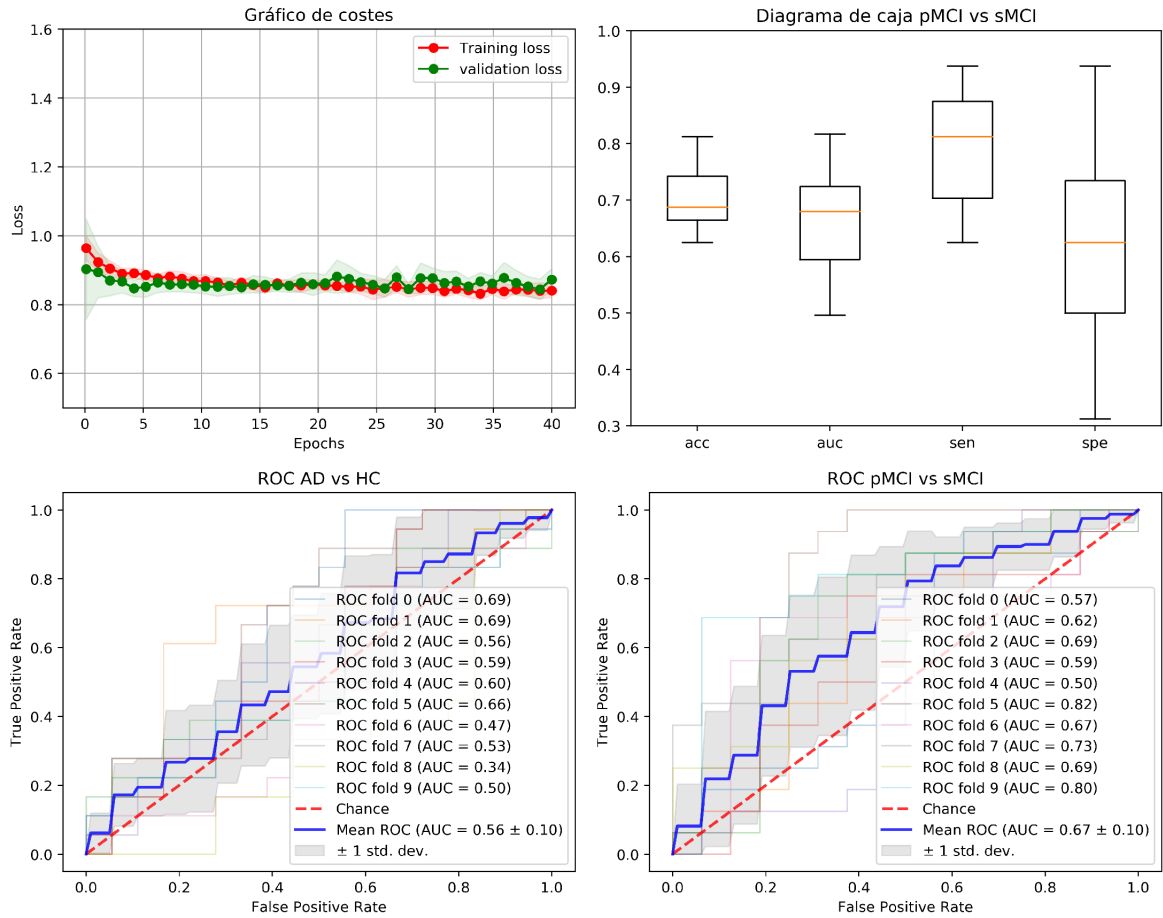 Gráfico de costes
1.6
1.4
1.2
1.0
0.8
0.6
Loss
0 5 10 15 20 25 30 35 40
Epochs
Training loss
validation loss
Diagrama de caja pMCI vs sMCI
1.0
0.9
0.8
0.7
0.6
0.5
0.4
0.3
acc auc sen spe
ROC AD vs HC
1.0
0.8
0.6
0.4
0.2
0.0
True Positive Rate
0.0 0.2 0.4 0.6 0.8 1.0
False Positive Rate
ROC fold 0 (AUC = 0.69)
ROC fold 1 (AUC = 0.69)
ROC fold 2 (AUC = 0.56)
ROC fold 3 (AUC = 0.59)
ROC fold 4 (AUC = 0.60)
ROC fold 5 (AUC = 0.66)
ROC fold 6 (AUC = 0.47)
ROC fold 7 (AUC = 0.53)
ROC fold 8 (AUC = 0.34)
ROC fold 9 (AUC = 0.50)
Chance
Mean ROC (AUC = 0.56 ± 0.10)
± 1 std. dev.
ROC pMCI vs sMCI
1.0
0.8
0.6
0.4
0.2
0.0
True Positive Rate
0.0 0.2 0.4 0.6 0.8 1.0
False Positive Rate
ROC fold 0 (AUC = 0.57)
ROC fold 1 (AUC = 0.62)
ROC fold 2 (AUC = 0.69)
ROC fold 3 (AUC = 0.59)
ROC fold 4 (AUC = 0.50)
ROC fold 5 (AUC = 0.82)
ROC fold 6 (AUC = 0.67)
ROC fold 7 (AUC = 0.73)
ROC fold 8 (AUC = 0.69)
ROC fold 9 (AUC = 0.80)
Chance
Mean ROC (AUC = 0.67 ± 0.10)
± 1 std. dev.